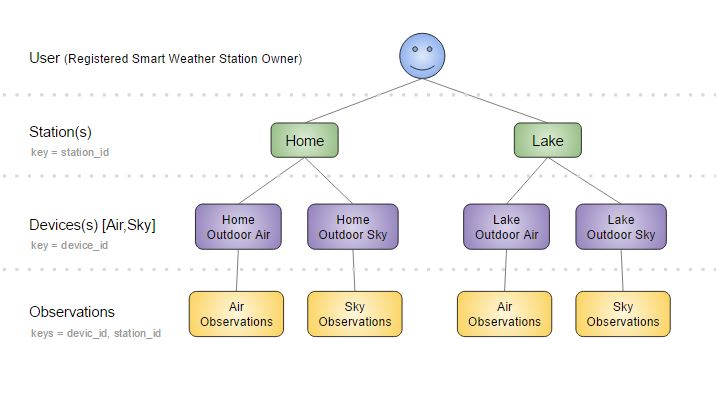 User (Registered Smart Weather Station Owner)
Station(s)
key = station_id
Home
Lake
Devices(s) [Air,Sky]
key = device_id
Home
Outdoor Air
Home
Outdoor Sky
Lake
Outdoor Air
Lake
Outdoor Sky
Observations
keys = devic_id, station_id
Air
Observations
Sky
Observations
Air
Observations
Sky
Observations